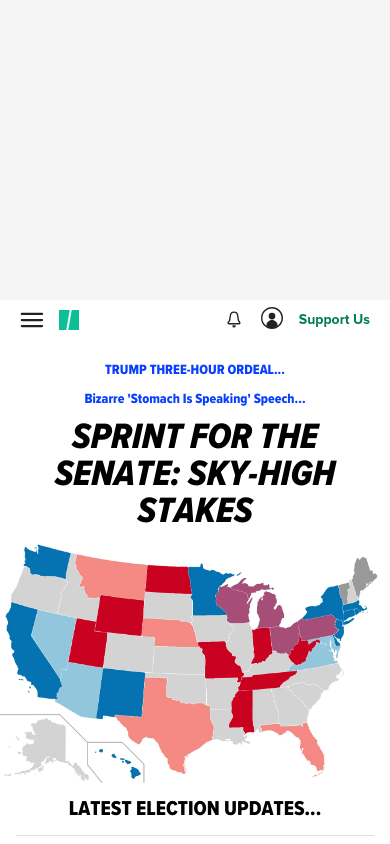 Support Us
TRUMP THREE-HOUR ORDEAL...
Bizarre 'Stomach Is Speaking' Speech...
SPRINT FOR THE
SENATE: SKY-HIGH
STAKES
LATEST ELECTION UPDATES...